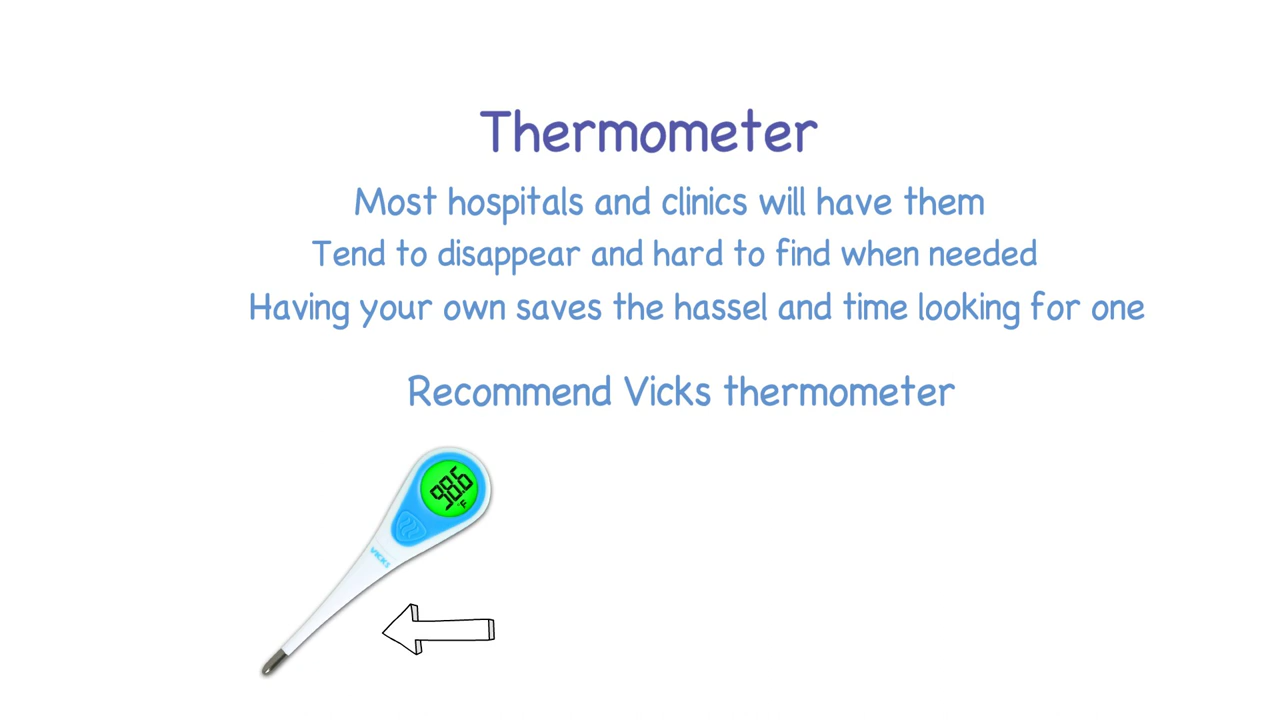 Thermometer
Most hospitals and clinics will have them
Tend to disappear and hard to find when needed
Having your own saves the hassel and time looking for one
Recommend Vicks thermometer
98.6
°F
VICKS